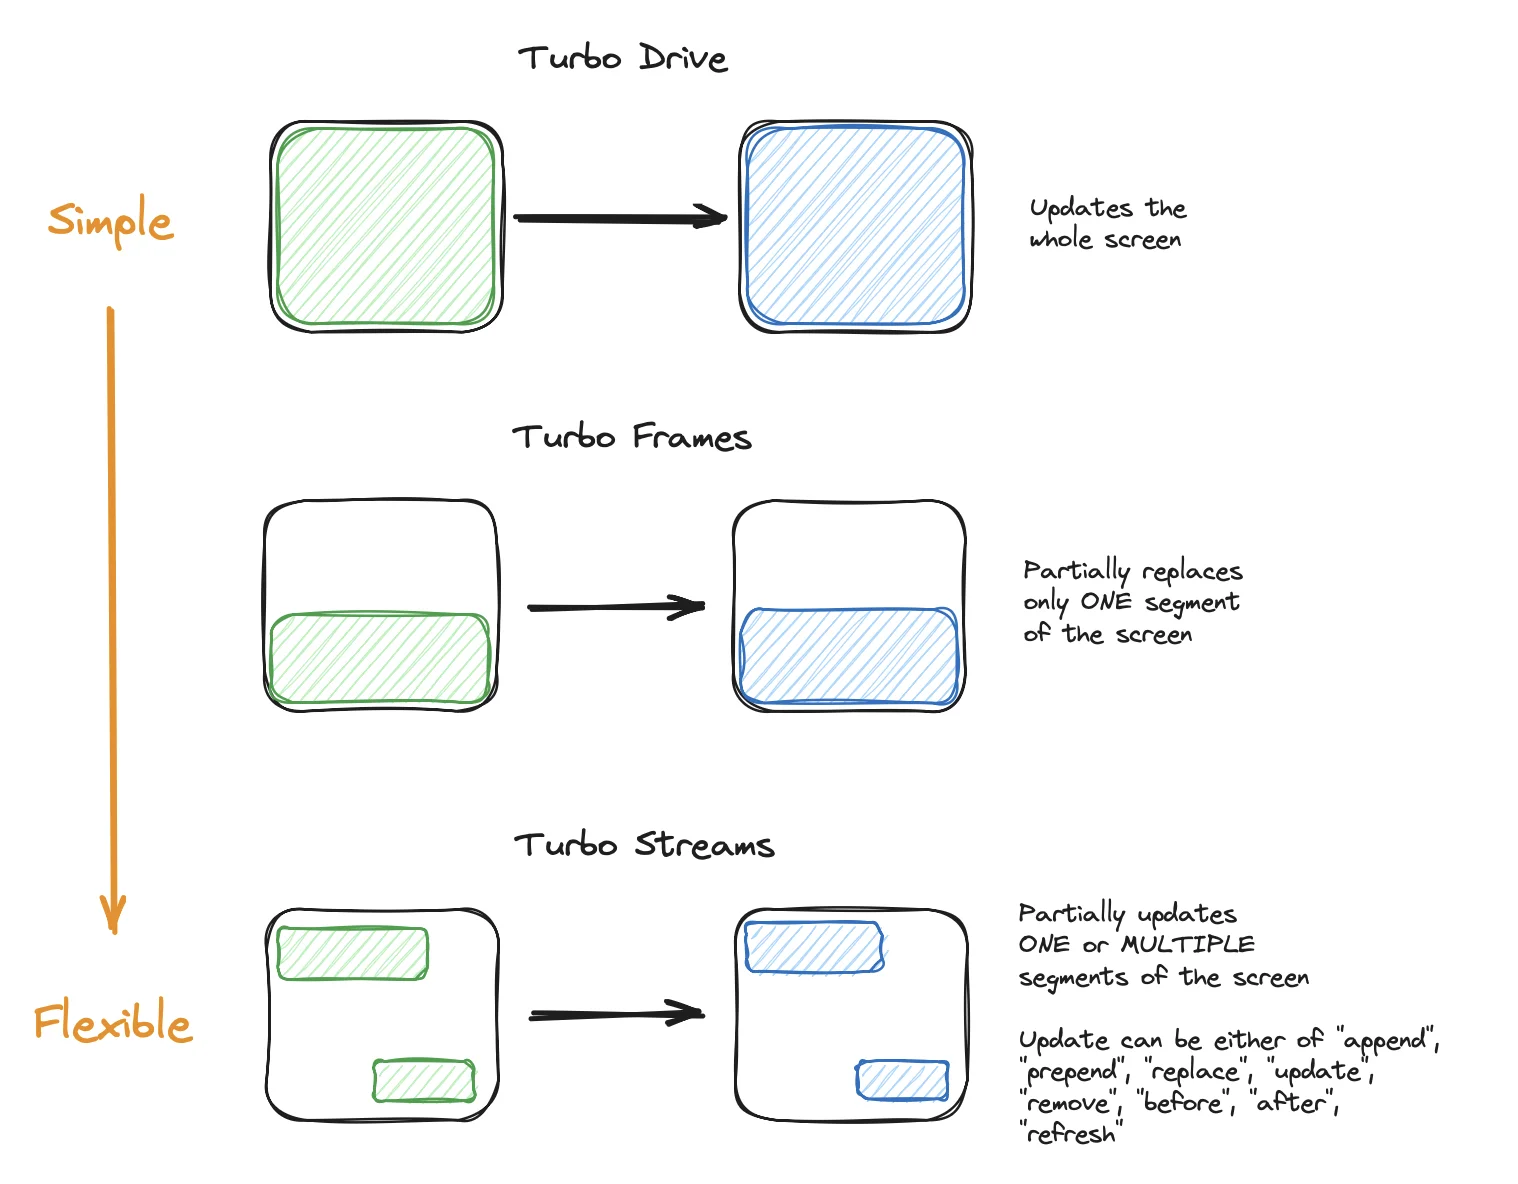 Turbo Drive
Simple
Updates the
whole screen
Turbo Frames
Partially replaces
only ONE segment
of the screen
Turbo Streams
Flexible
Partially updates
ONE or MULTIPLE
segments of the screen
Update can be either of "append",
"prepend", "replace", "update",
"remove", "before", "after",
"refresh"